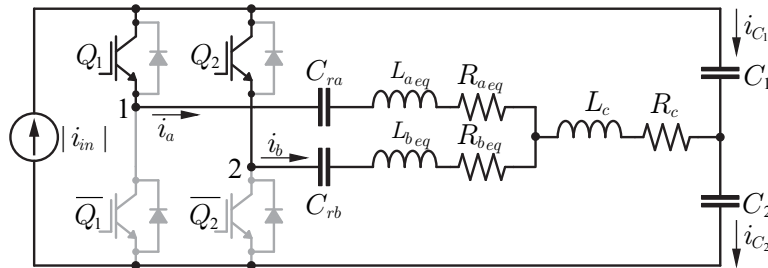 Q1
Q2
C_ra
L_a eq
R_a eq
i_C1
C1
1
i_a
L_c
R_c
| i_in |
L_b eq
R_b eq
2
i_b
C_rb
Q̅1̅
Q̅2̅
C2
i_C2